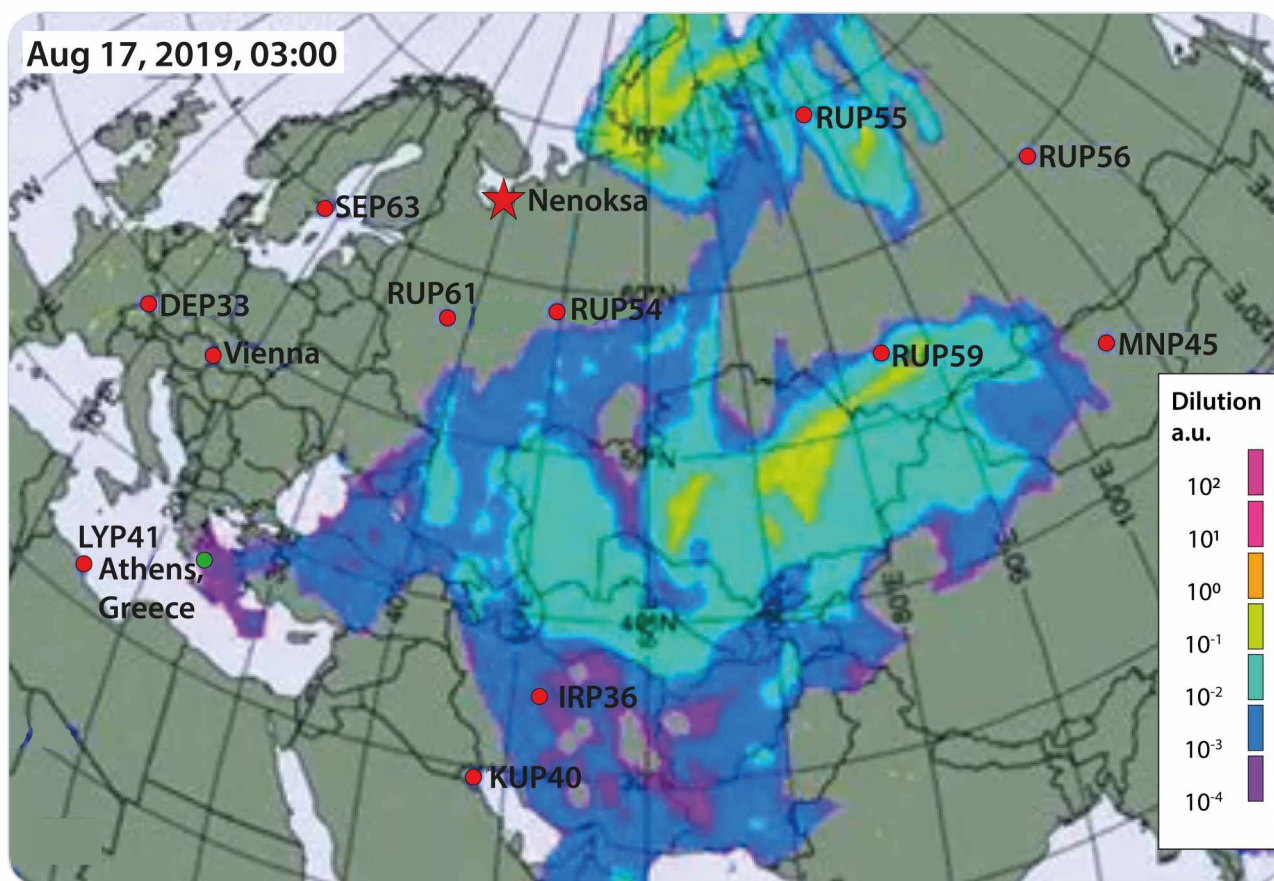 Aug 17, 2019, 03:00
70°N
RUP55
RUP56
SEP63
Nenoksa
DEP33
RUP61
RUP54
Vienna
RUP59
MNP45
120°E
Dilution
a.u.
10²
10¹
10⁰
10⁻¹
10⁻²
10⁻³
10⁻⁴
50°N
100°E
LYP41
Athens,
Greece
80°E
40°N
IRP36
KUP40